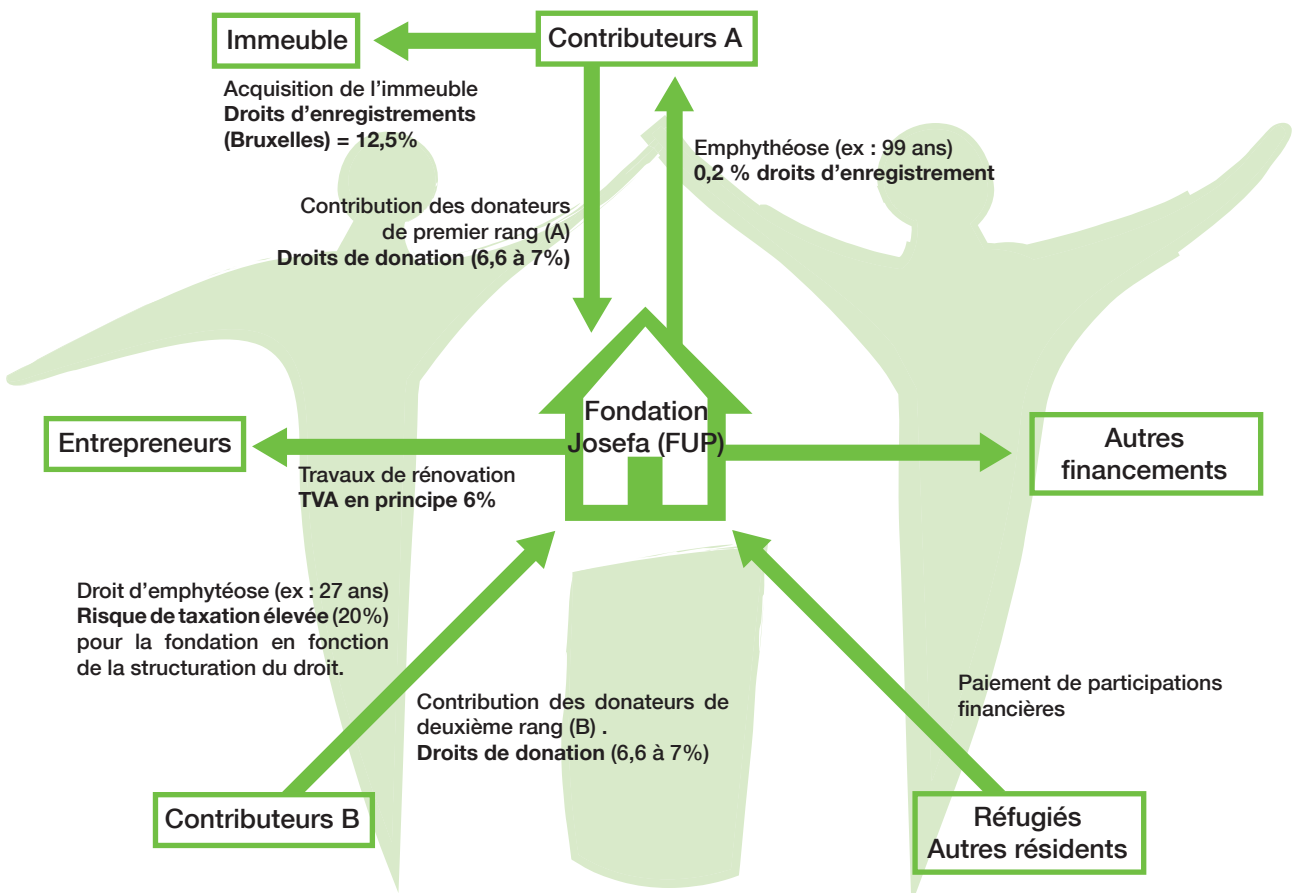 Immeuble
Contributeurs A
Acquisition de l’immeuble
Droits d’enregistrements
(Bruxelles) = 12,5%
Emphythéose (ex : 99 ans)
0,2 % droits d’enregistrement
Contribution des donateurs
de premier rang (A)
Droits de donation (6,6 à 7%)
Fondation
Josefa (FUP)
Entrepreneurs
Travaux de rénovation
TVA en principe 6%
Autres
financements
Droit d’emphytéose (ex : 27 ans)
Risque de taxation élevée (20%)
pour la fondation en fonction
de la structuration du droit.
Contribution des donateurs de
deuxième rang (B) .
Droits de donation (6,6 à 7%)
Paiement de participations
financières
Contributeurs B
Réfugiés
Autres résidents